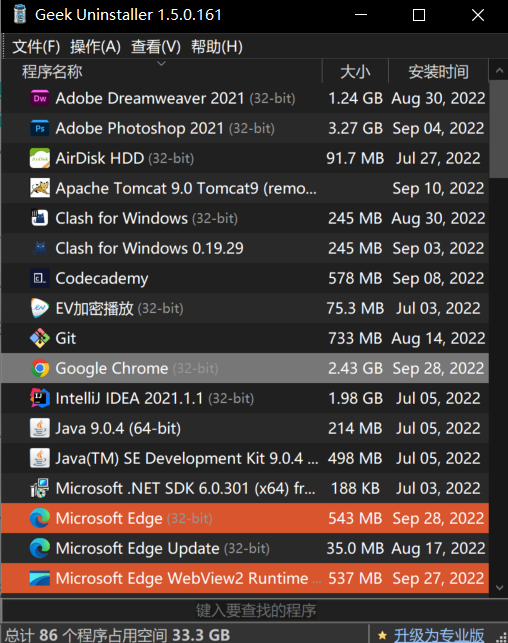 Geek Uninstaller 1.5.0.161
文件(F) 操作(A) 查看(V) 帮助(H)
程序名称 大小 安装时间
Dw Adobe Dreamweaver 2021 (32-bit) 1.24 GB Aug 30, 2022
Ps Adobe Photoshop 2021 (32-bit) 3.27 GB Sep 04, 2022
AirDisk HDD (32-bit) 91.7 MB Jul 27, 2022
Apache Tomcat 9.0 Tomcat9 (remo... Sep 10, 2022
Clash for Windows (32-bit) 245 MB Aug 30, 2022
Clash for Windows 0.19.29 245 MB Sep 03, 2022
Codecademy 578 MB Sep 08, 2022
EV加密播放 (32-bit) 75.3 MB Jul 03, 2022
Git 733 MB Aug 14, 2022
Google Chrome (32-bit) 2.43 GB Sep 28, 2022
IntelliJ IDEA 2021.1.1 (32-bit) 1.98 GB Jul 05, 2022
Java 9.0.4 (64-bit) 214 MB Jul 05, 2022
Java(TM) SE Development Kit 9.0.4 ... 498 MB Jul 05, 2022
Microsoft .NET SDK 6.0.301 (x64) fr... 188 KB Jul 03, 2022
Microsoft Edge (32-bit) 543 MB Sep 28, 2022
Microsoft Edge Update (32-bit) 35.0 MB Aug 17, 2022
Microsoft Edge WebView2 Runtime ... 537 MB Sep 27, 2022
键入要查找的程序
总计 86 个程序占用空间 33.3 GB 升级为专业版